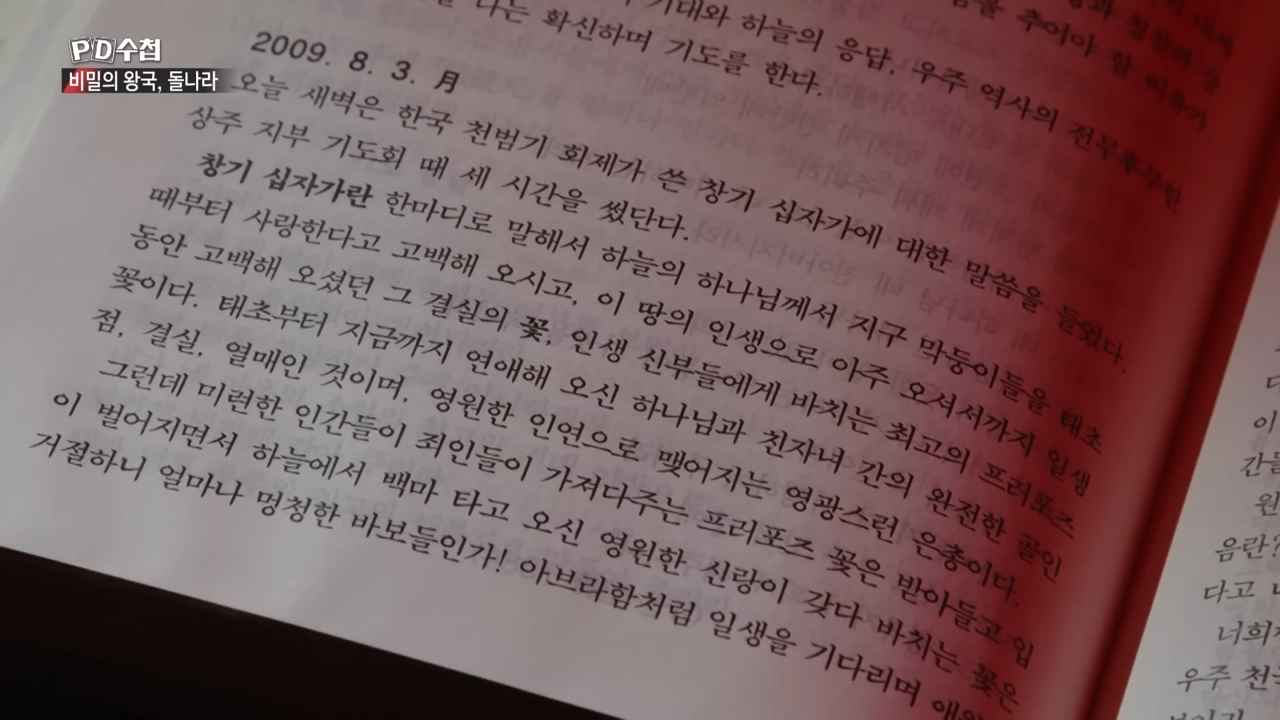 PD수첩
비밀의 왕국, 돌나라
기대와 하늘의 응답, 우주 역사의 전무후무한
나는 확신하며 기도를 한다.
2009. 8. 3. 月
오늘 새벽은 한국 천범기 회제가 쓴 창기 십자가에 대한 말씀을 들었다.
상주 지부 기도회 때 세 시간을 썼단다.
창기 십자가란 한마디로 말해서 하늘의 하나님께서 지구 막둥이들을 태초
때부터 사랑한다고 고백해 오시고, 이 땅의 인생으로 아주 오셔서까지 일생
동안 고백해 오셨던 그 결실의 꽃, 인생 신부들에게 바치는 최고의 프러포즈
꽃이다. 태초부터 지금까지 연애해 오신 하나님과 친자녀 간의 완전한 골인
점, 결실, 열매인 것이며, 영원한 인연으로 맺어지는 영광스런 은총이다.
그런데 미련한 인간들이 죄인들이 가져다주는 프러포즈 꽃은 받아들고 입
이 벌어지면서 하늘에서 백마 타고 오신 영원한 신랑이 갖다 바치는 꽃은
거절하니 얼마나 멍청한 바보들인가! 아브라함처럼 일생을 기다리며
음란
다고
우주